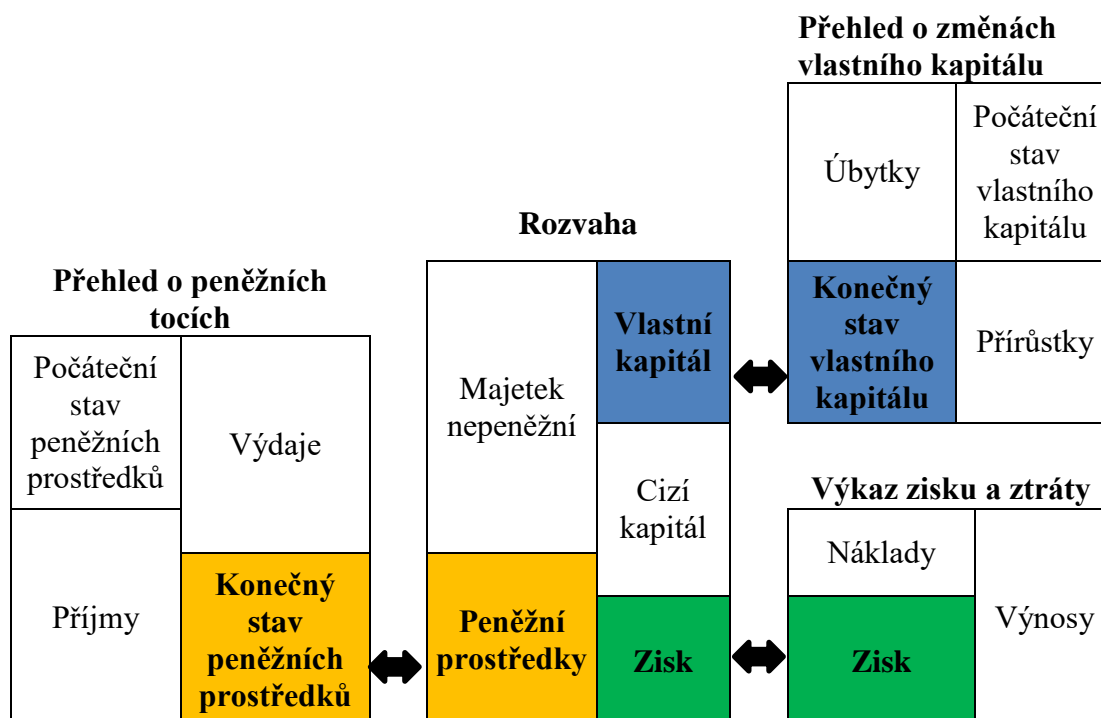 Přehled o změnách
vlastního kapitálu
Úbytky
Počáteční
stav
vlastního
kapitálu
Konečný
stav
vlastního
kapitálu
Přírůstky
Rozvaha
Majetek
nepeněžní
Vlastní
kapitál
Cizí
kapitál
Peněžní
prostředky
Zisk
Přehled o peněžních
tocích
Počáteční
stav
peněžních
prostředků
Výdaje
Příjmy
Konečný
stav
peněžních
prostředků
Výkaz zisku a ztráty
Náklady
Zisk
Výnosy